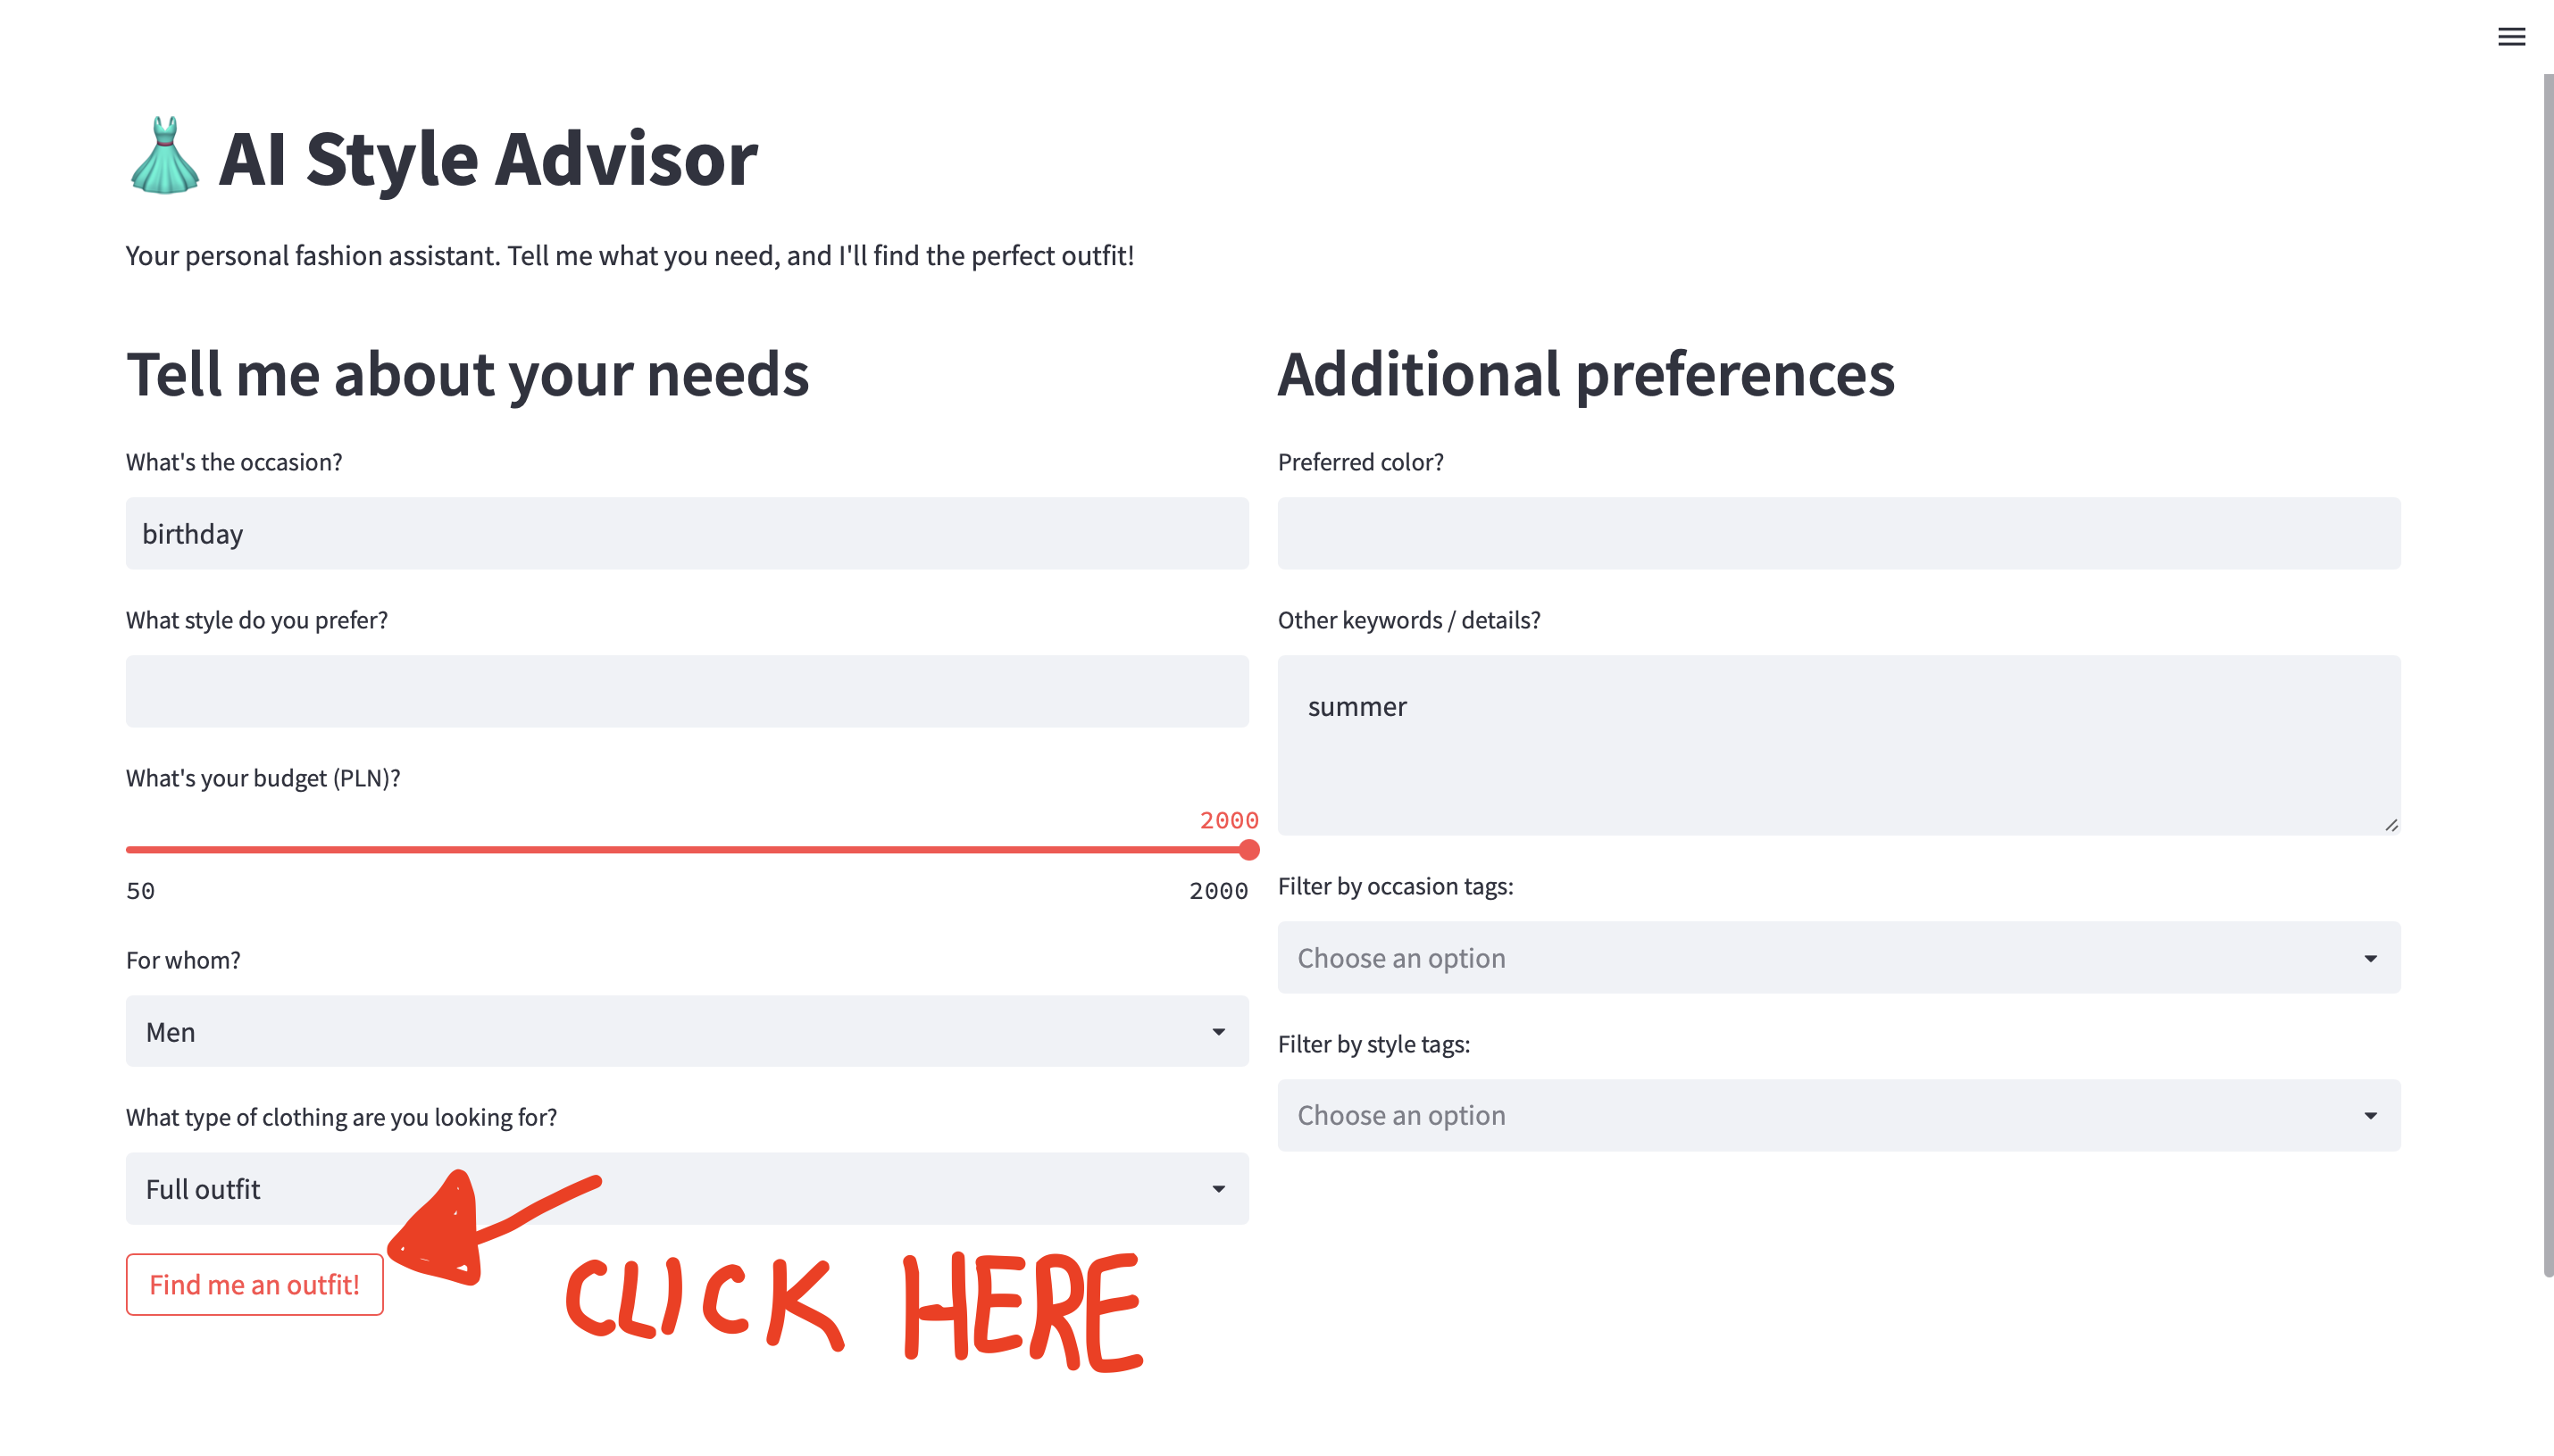 AI Style Advisor
Your personal fashion assistant. Tell me what you need, and I'll find the perfect outfit!
Tell me about your needs
What's the occasion?
birthday
What style do you prefer?
What's your budget (PLN)?
2000
50
2000
For whom?
Men
What type of clothing are you looking for?
Full outfit
Find me an outfit!
CLICK HERE
Additional preferences
Preferred color?
Other keywords / details?
summer
Filter by occasion tags:
Choose an option
Filter by style tags:
Choose an option